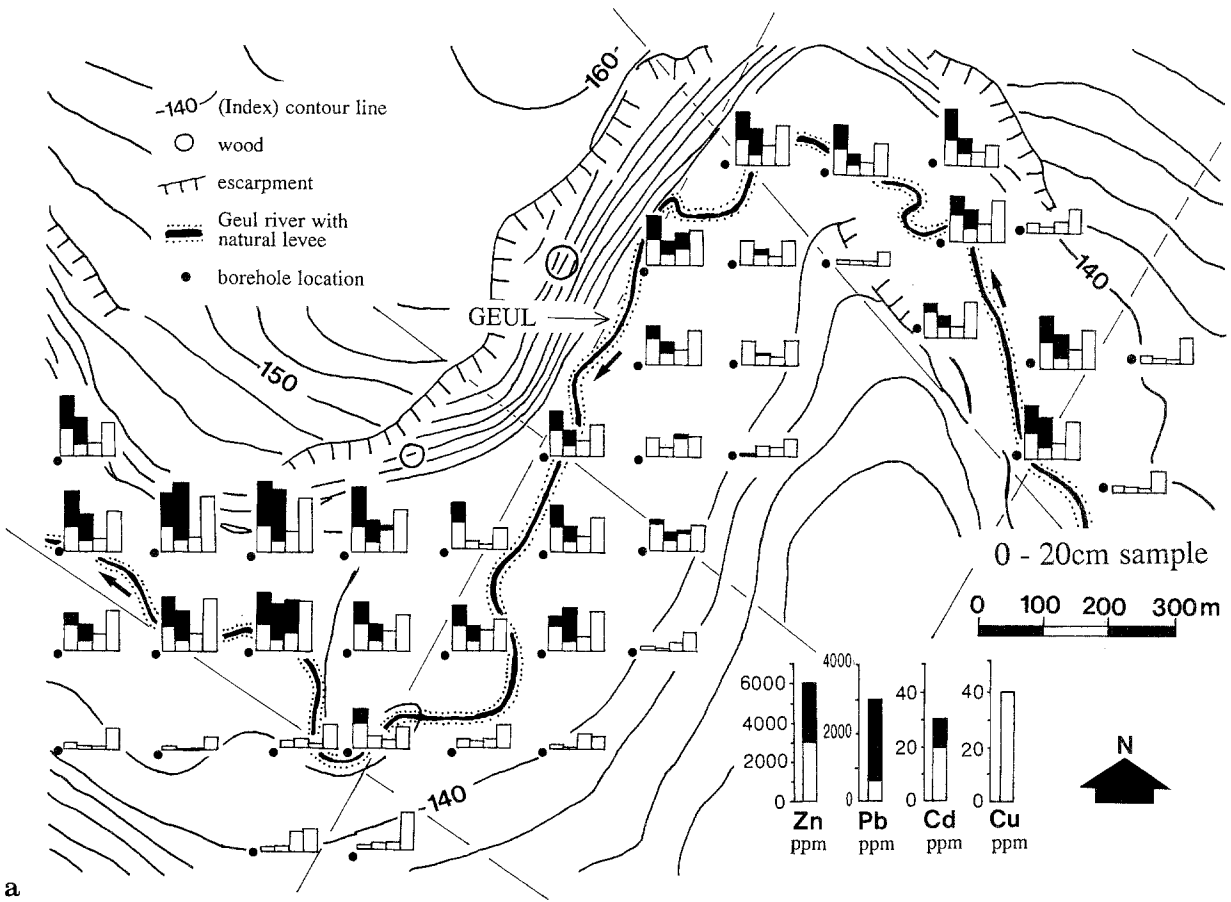 160
-140 (Index) contour line
wood
escarpment
Geul river with
natural levee
borehole location
140
GEUL
150
0 - 20cm sample
0 100 200 300m
140
6000
4000
2000
0
Zn
ppm
4000
2000
0
Pb
ppm
40
20
0
Cd
ppm
40
20
0
Cu
ppm
N
a